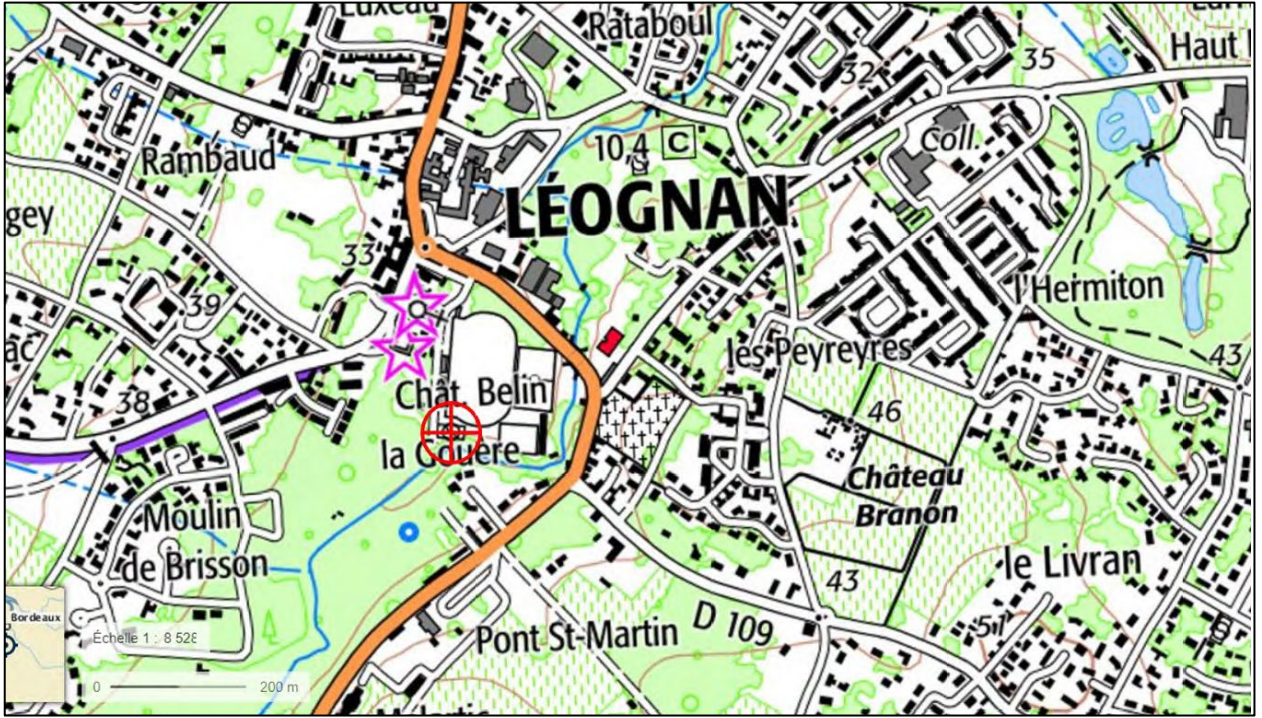 Luxeau
Rataboul
35
Haut
32
Coll.
10,4 C
Rambaud
LEOGNAN
gey
33
l'Hermiton
39
ac
les Peyreyres
43
Chât. Belin
38
46
la Gouère
Château
Branon
Moulin
de Brisson
le Livran
43
Bordeaux
D 109
51
Échelle 1 : 8 528
Pont St-Martin
0
200 m